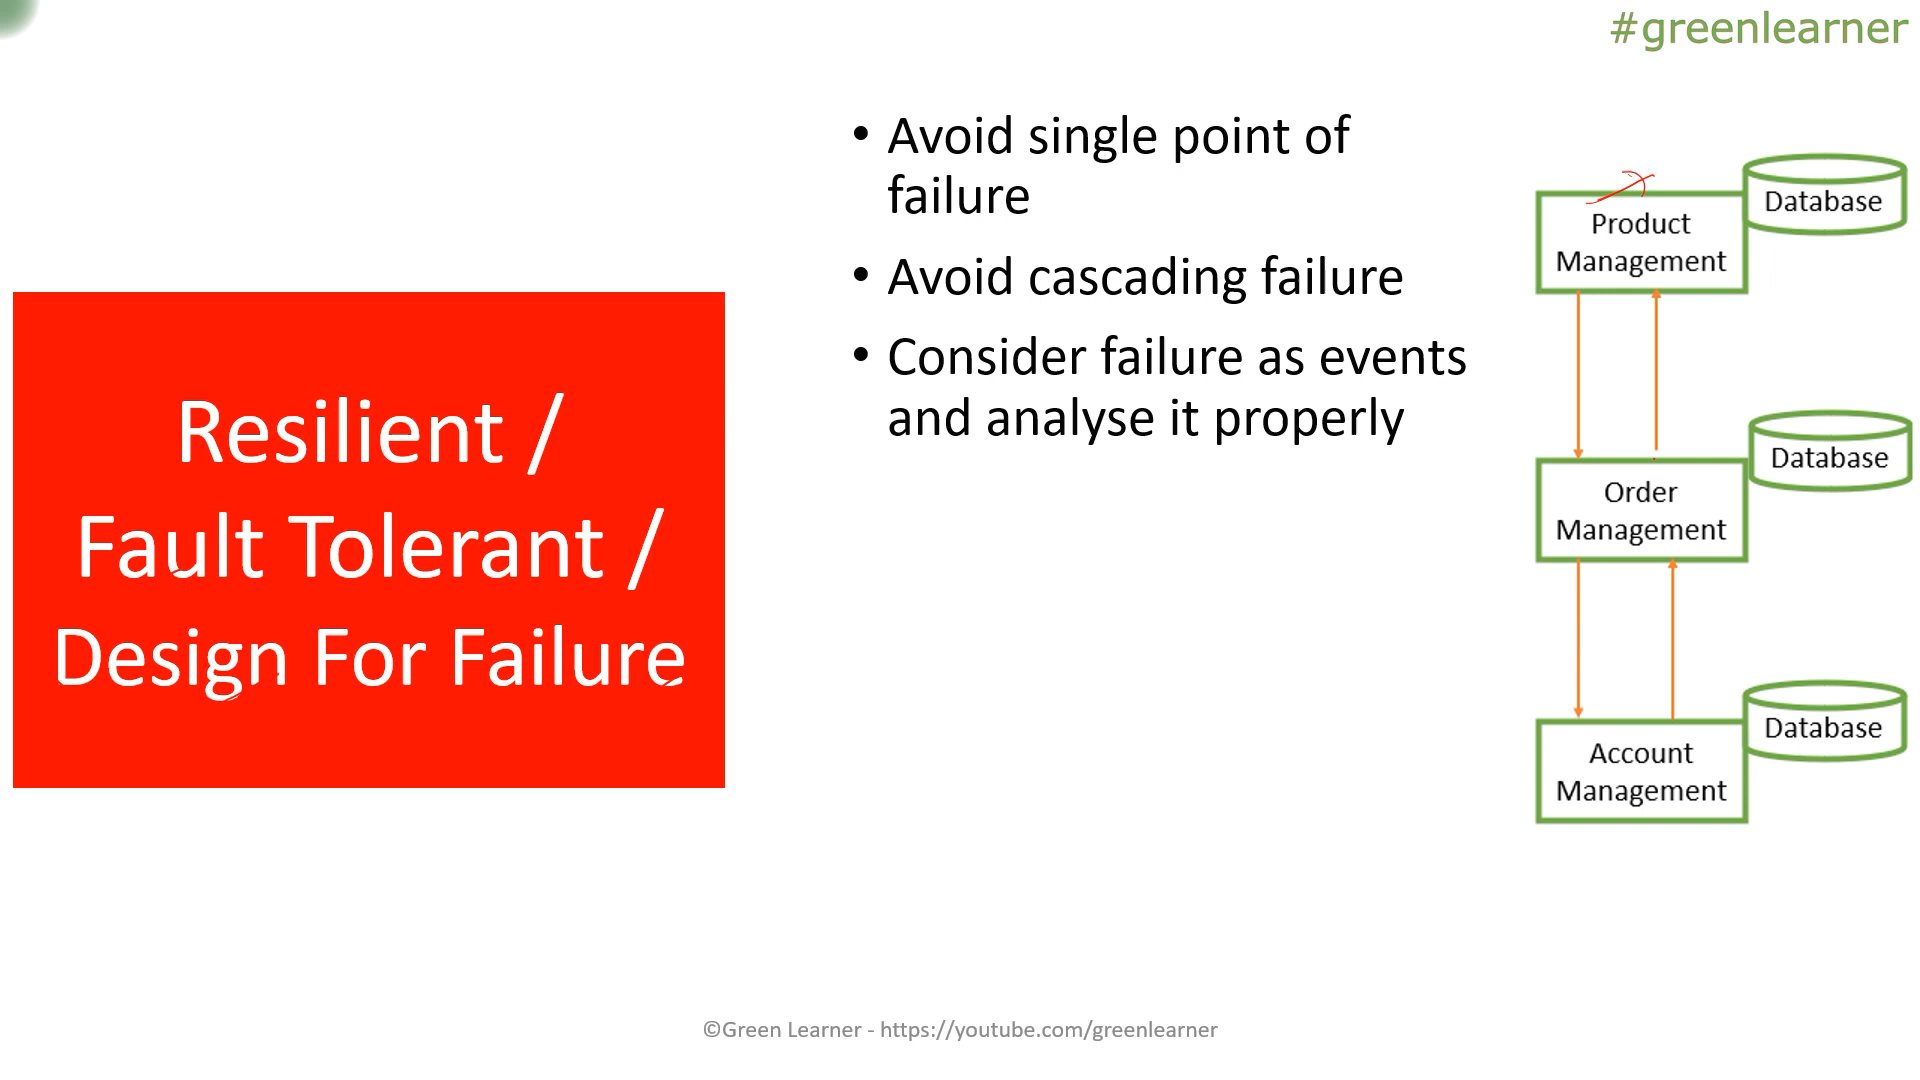 #greenlearner
Resilient /
Fault Tolerant /
Design For Failure
• Avoid single point of
failure
• Avoid cascading failure
• Consider failure as events
and analyse it properly
Product
Management
Database
Order
Management
Database
Account
Management
Database
©Green Learner - https://youtube.com/greenlearner